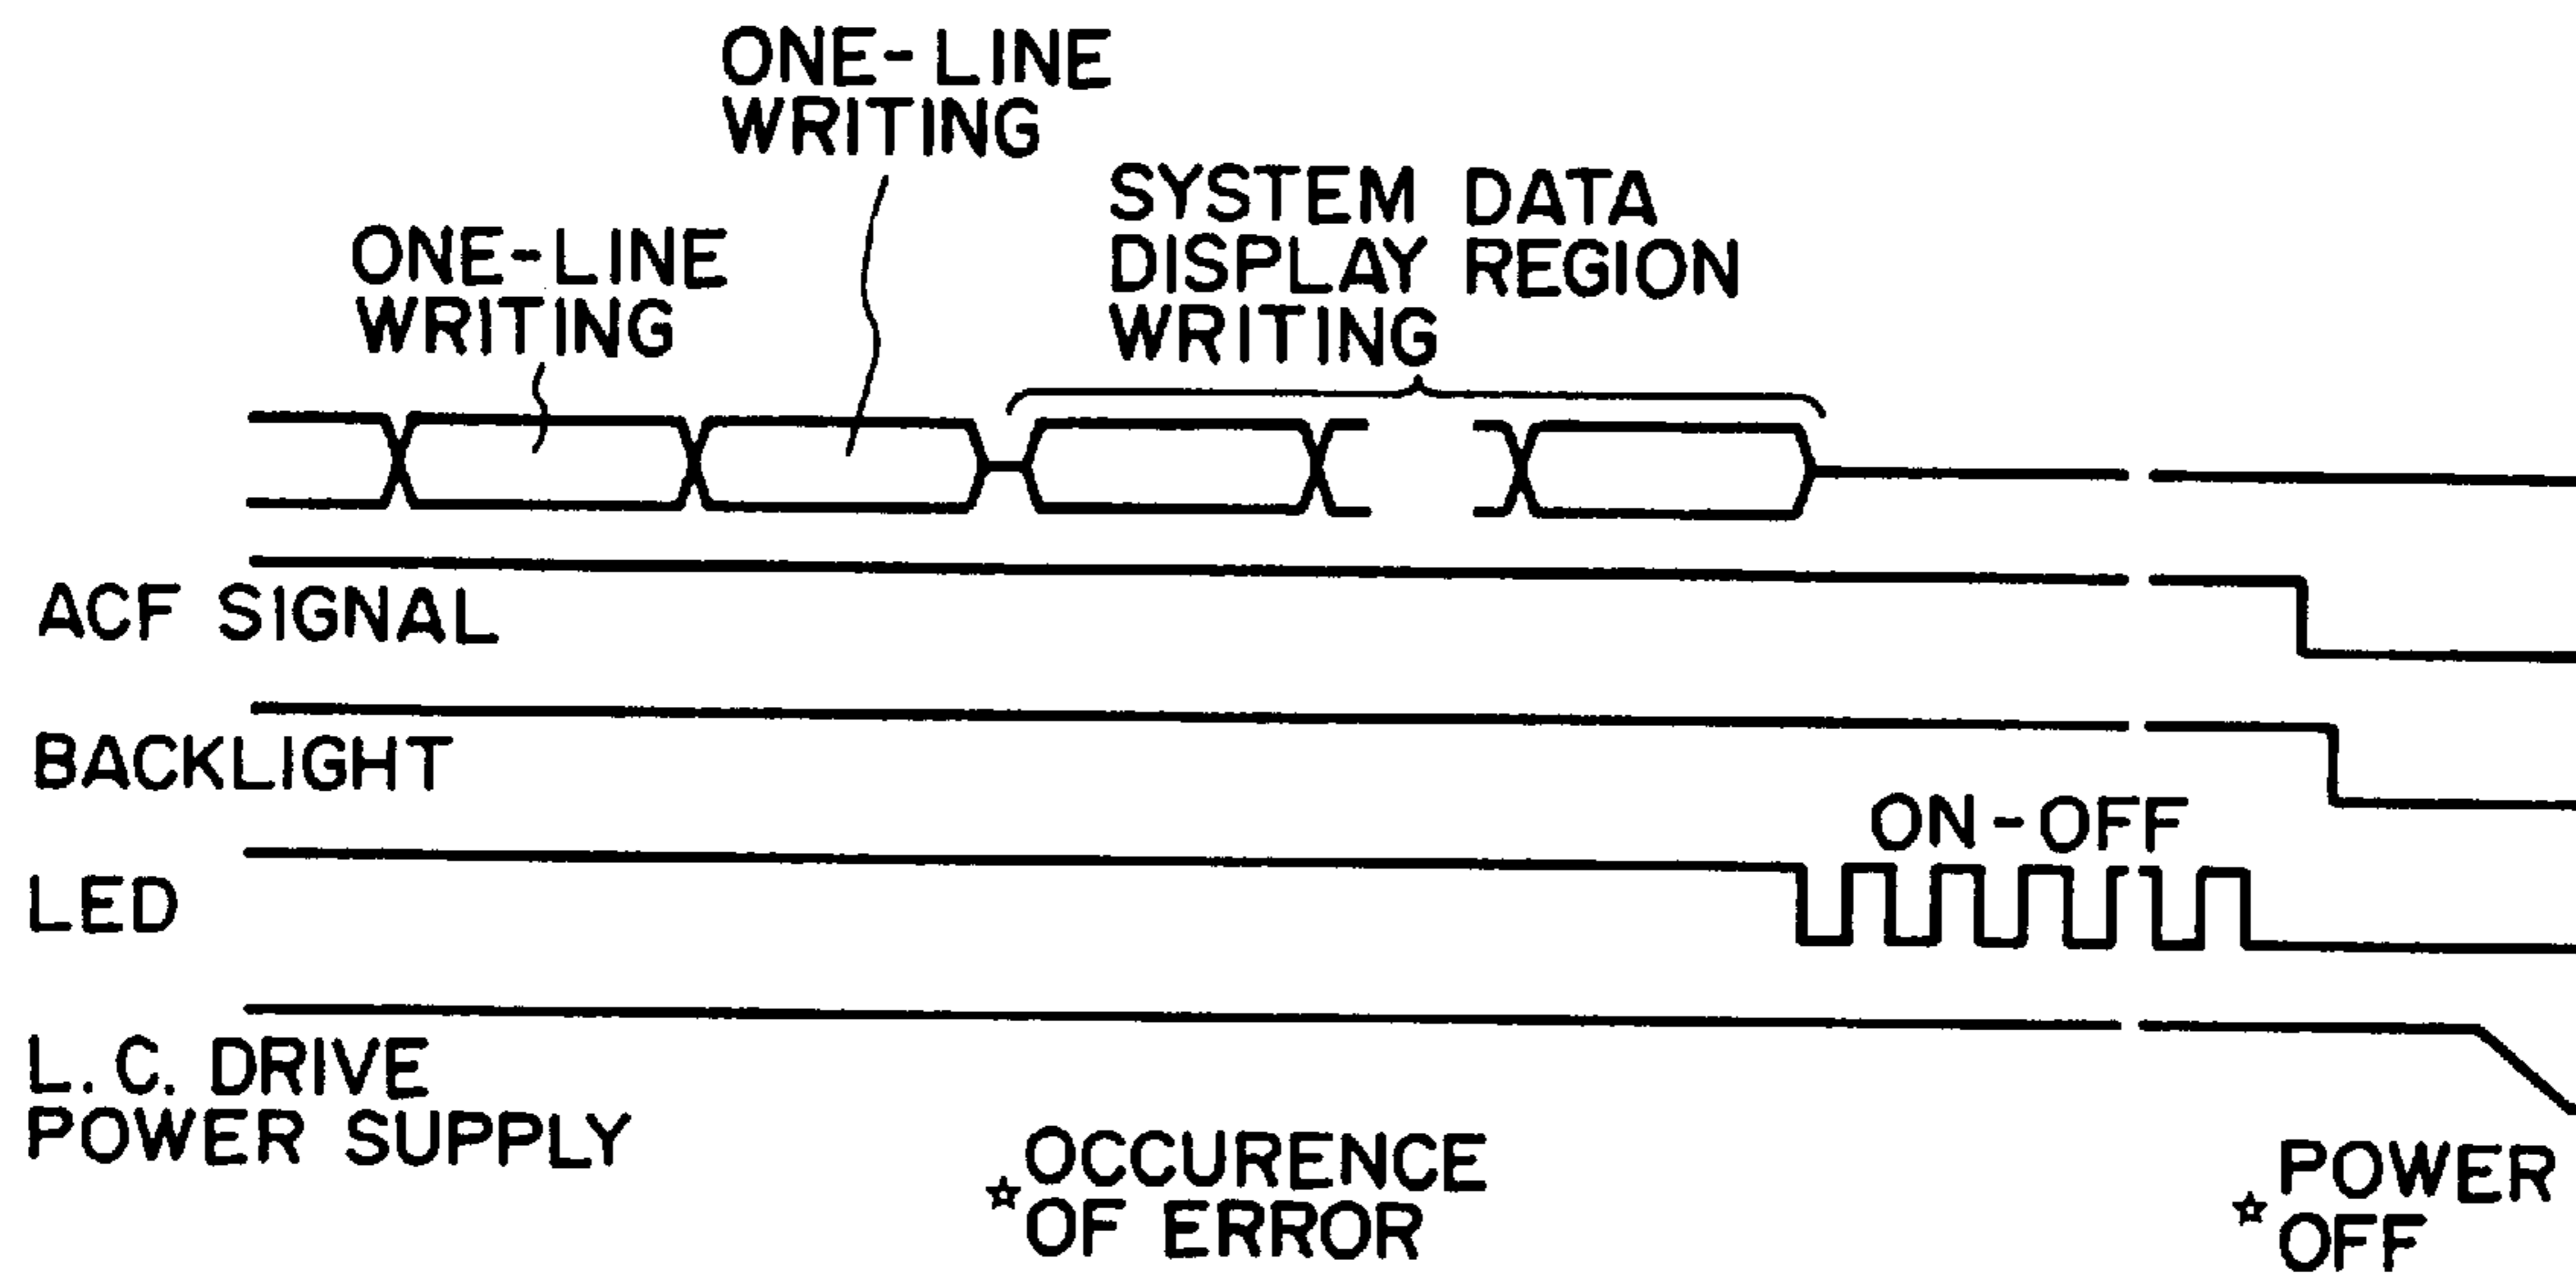 ONE-LINE
WRITING
ONE-LINE
WRITING
SYSTEM DATA
DISPLAY REGION
WRITING
ACF SIGNAL
BACKLIGHT
ON-OFF
LED
L.C. DRIVE
POWER SUPPLY
☆OCCURENCE
OF ERROR
☆POWER
OFF